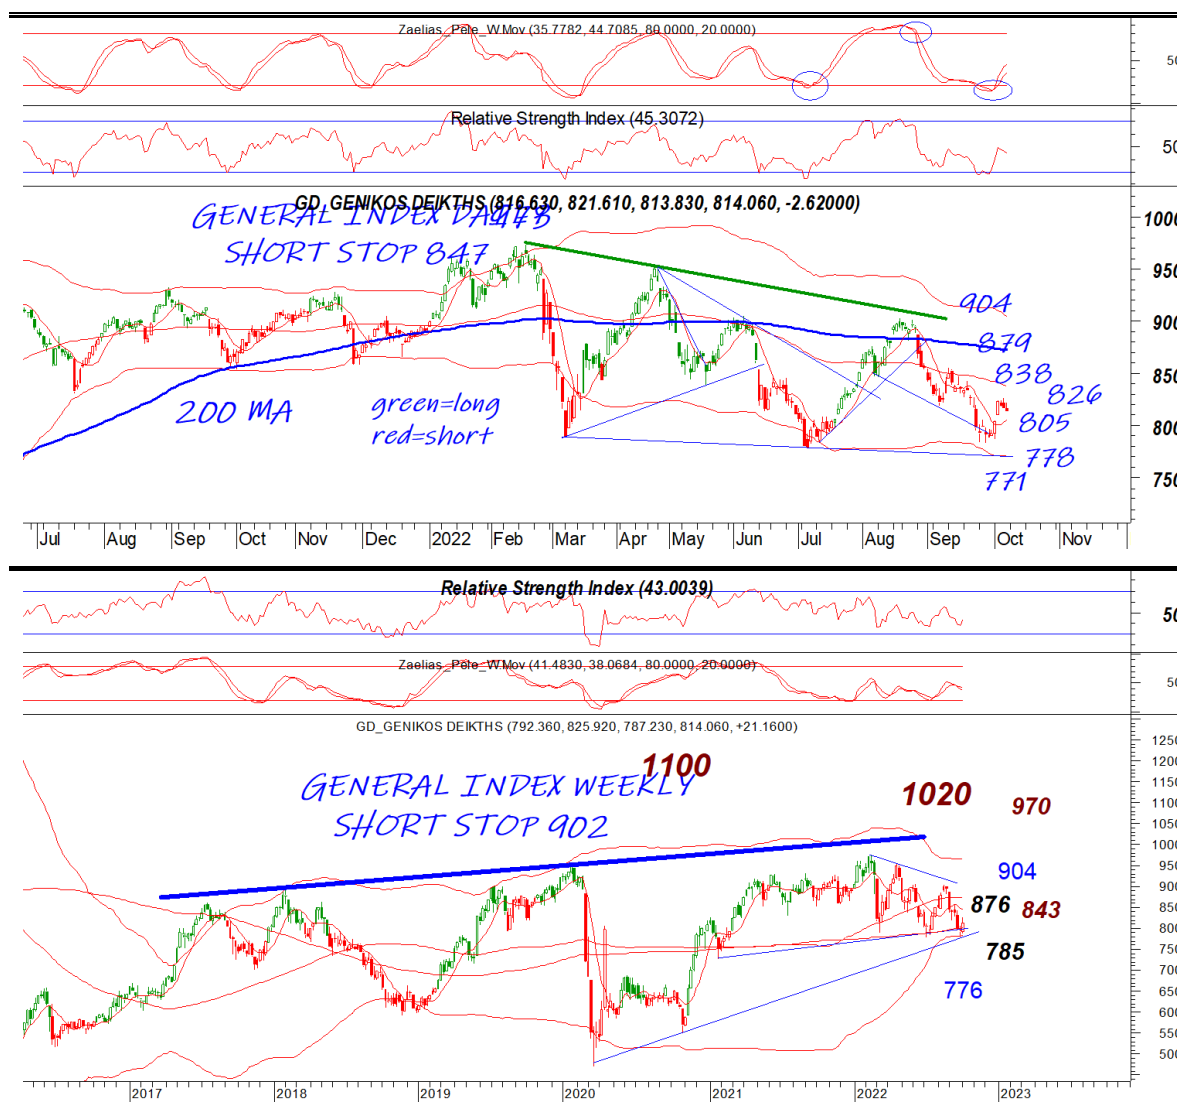 Zaelias_Pele_W.Mov (35.7782, 44.7085, 80.0000, 20.0000)
50
Relative Strength Index (45.3072)
50
GD_GENIKOS DEIKTHS (816.630, 821.610, 813.830, 814.060, -2.62000)
GENERAL INDEX DAILY
SHORT STOP 847
200 MA
green=long
red=short
904
879
838
826
805
778
771
1000
950
900
850
800
750
Jul Aug Sep Oct Nov Dec 2022 Feb Mar Apr May Jun Jul Aug Sep Oct Nov
Relative Strength Index (43.0039)
50
Zaelias_Pele_W.Mov (41.4830, 38.0684, 80.0000, 20.0000)
50
GD_GENIKOS DEIKTHS (792.360, 825.920, 787.230, 814.060, +21.1600)
GENERAL INDEX WEEKLY
SHORT STOP 902
1100
1020
970
904
876
843
785
776
1250
1200
1150
1100
1050
1000
950
900
850
800
750
700
650
600
550
500
2017 2018 2019 2020 2021 2022 2023